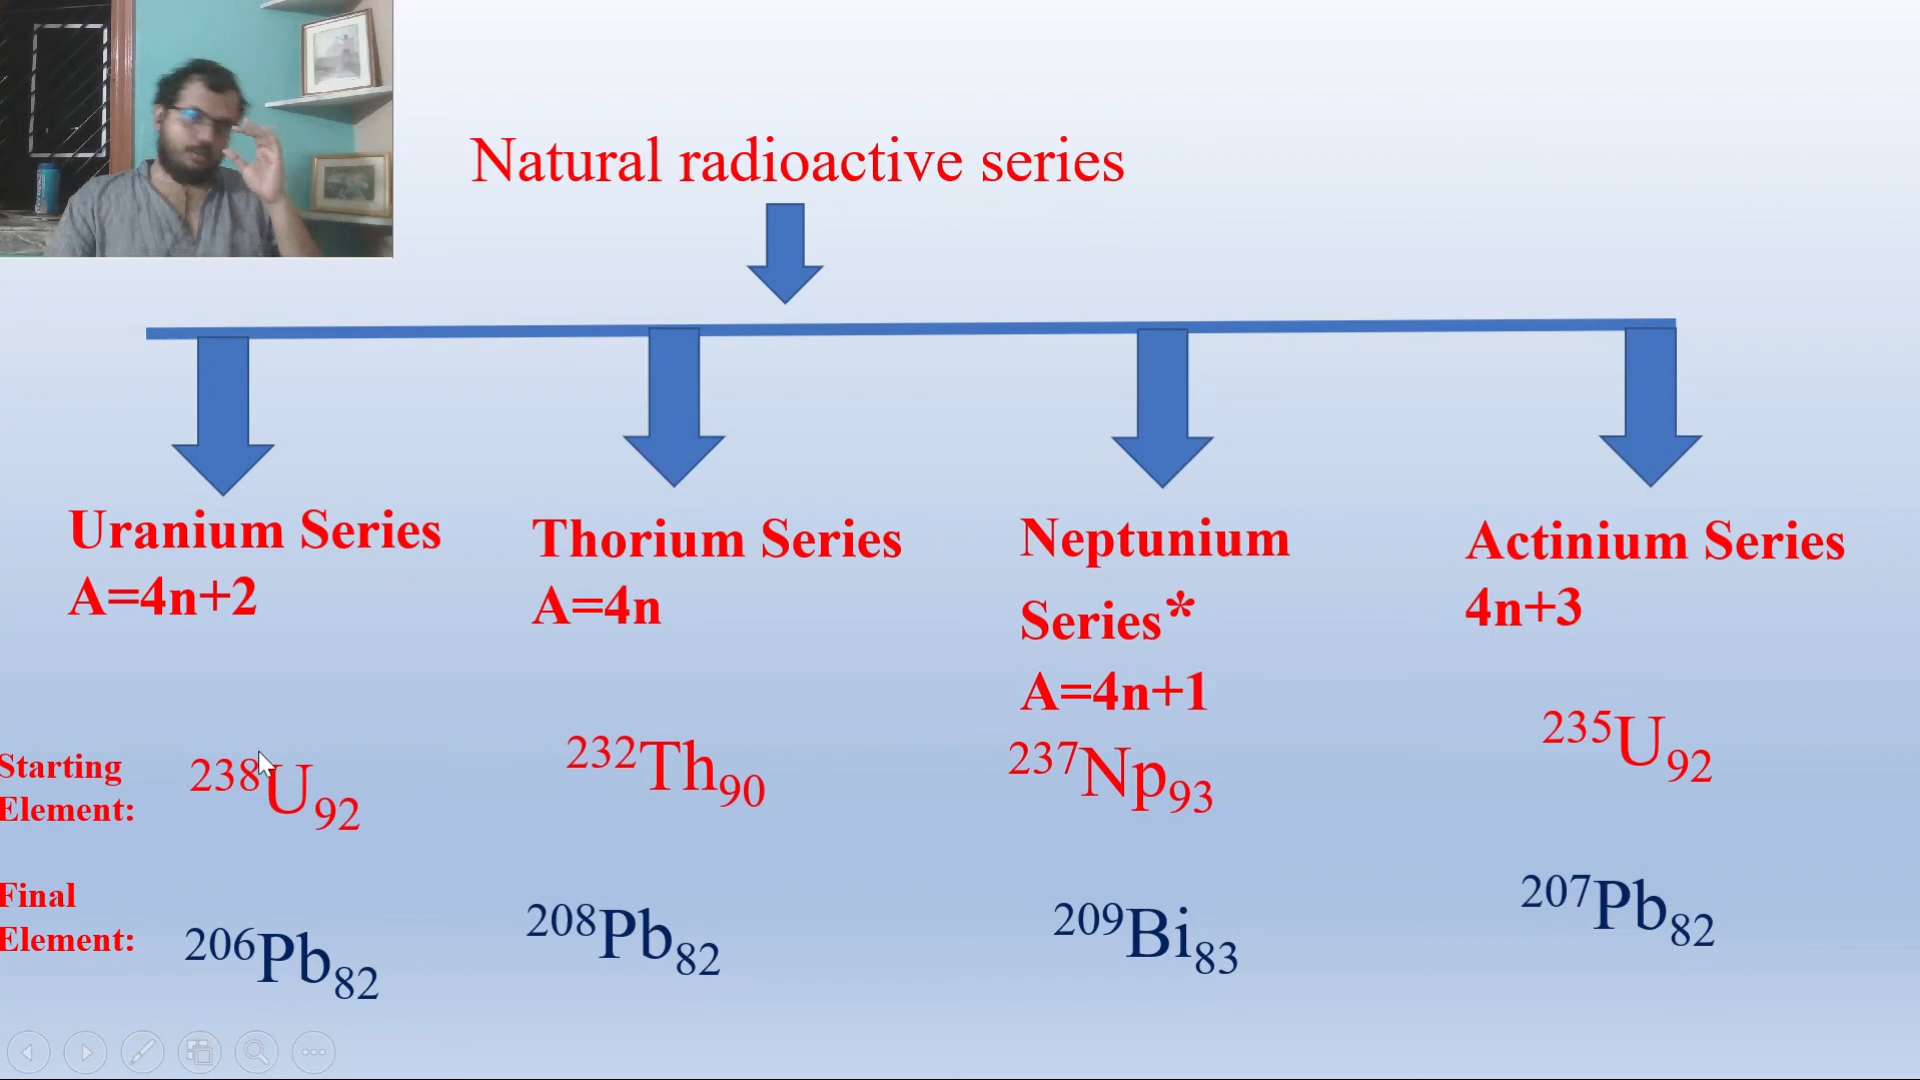 Natural radioactive series
Uranium Series
A=4n+2
Thorium Series
A=4n
Neptunium
Series*
A=4n+1
Actinium Series
4n+3
Starting
Element:
²³⁸U₉₂
²³²Th₉₀
²³⁷Np₉₃
²³⁵U₉₂
Final
Element:
²⁰⁶Pb₈₂
²⁰⁸Pb₈₂
²⁰⁹Bi₈₃
²⁰⁷Pb₈₂